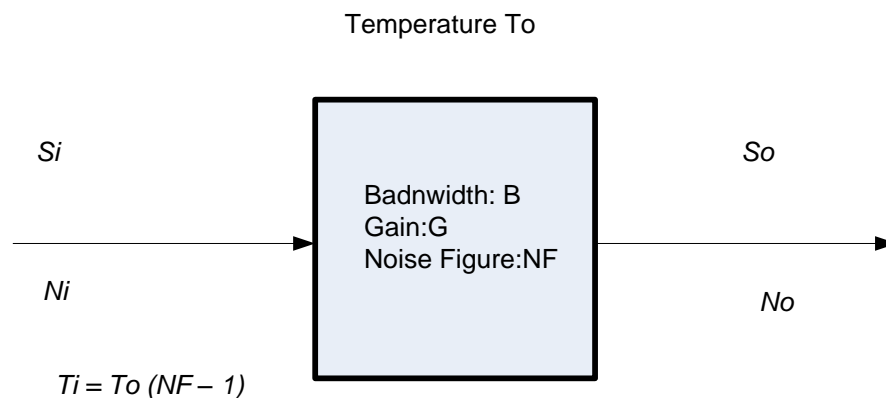 Temperature To
Si
So
Badnwidth: B
Gain:G
Noise Figure:NF
Ni
No
Ti = To (NF – 1)